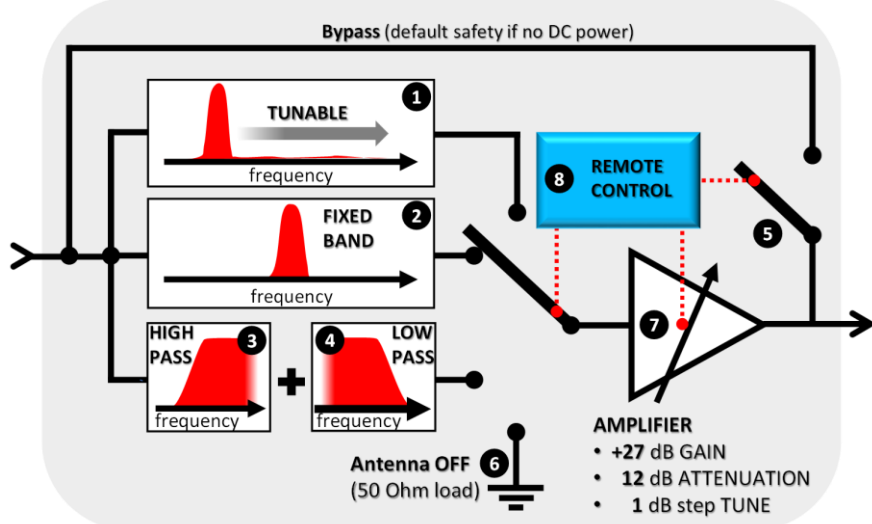 Bypass (default safety if no DC power)
1
TUNABLE
frequency
2
FIXED
BAND
frequency
HIGH
PASS
3
frequency
4
LOW
PASS
frequency
8
REMOTE
CONTROL
5
7
Antenna OFF 6
(50 Ohm load)
AMPLIFIER
• +27 dB GAIN
• 12 dB ATTENUATION
• 1 dB step TUNE